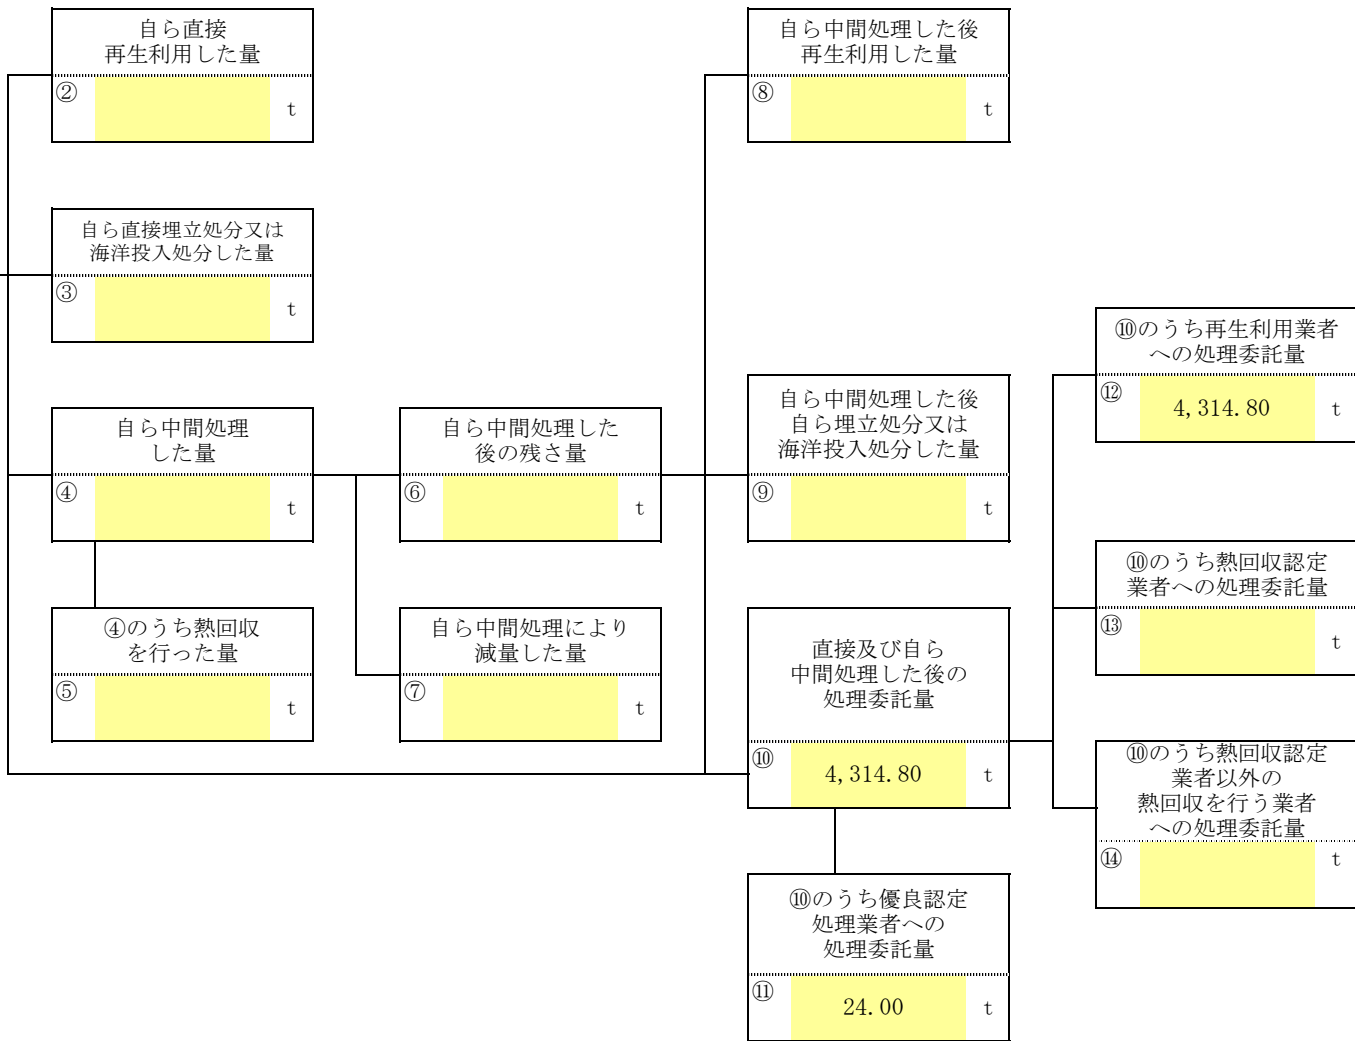 自ら直接
再生利用した量
②
t
自ら中間処理した後
再生利用した量
⑧
t
自ら直接埋立処分又は
海洋投入処分した量
③
t
⑩のうち再生利用業者
への処理委託量
⑫
4,314.80
t
自ら中間処理
した量
④
t
自ら中間処理した
後の残さ量
⑥
t
自ら中間処理した後
自ら埋立処分又は
海洋投入処分した量
⑨
t
⑩のうち熱回収認定
業者への処理委託量
⑬
t
④のうち熱回収
を行った量
⑤
t
自ら中間処理により
減量した量
⑦
t
直接及び自ら
中間処理した後の
処理委託量
⑩
4,314.80
t
⑩のうち熱回収認定
業者以外の
熱回収を行う業者
への処理委託量
⑭
t
⑩のうち優良認定
処理業者への
処理委託量
⑪
24.00
t